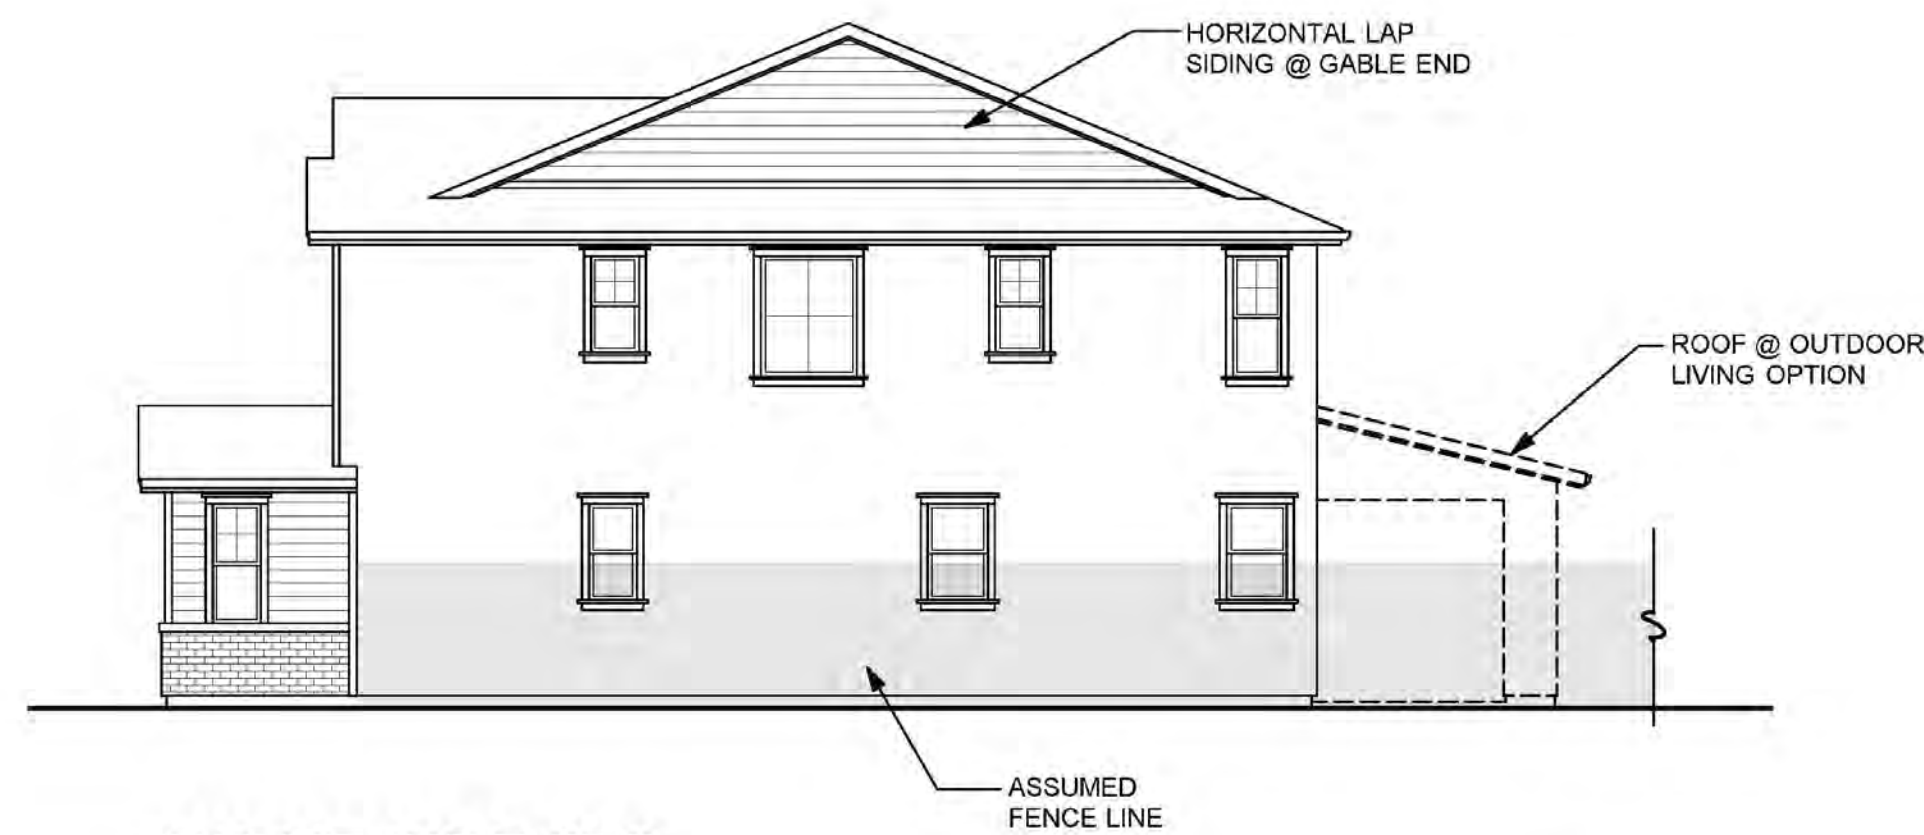 HORIZONTAL LAP
SIDING @ GABLE END
ROOF @ OUTDOOR
LIVING OPTION
ASSUMED
FENCE LINE